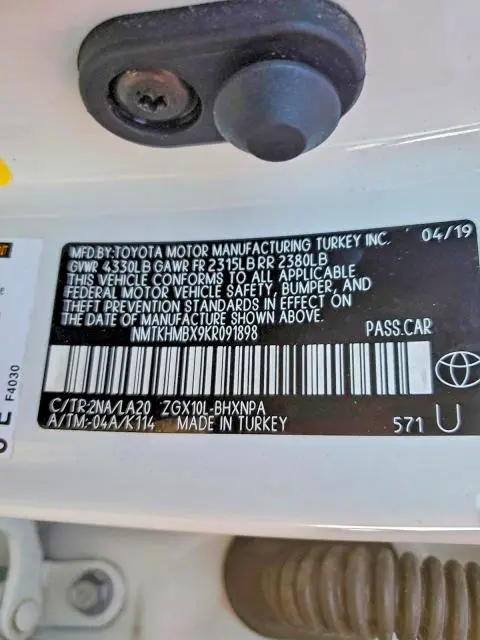 MFD.BY:TOYOTA MOTOR MANUFACTURING TURKEY INC. 04/19
GVWR 4330LB GAWR FR 2315LB RR 2380LB
THIS VEHICLE CONFORMS TO ALL APPLICABLE
FEDERAL MOTOR VEHICLE SAFETY, BUMPER, AND
THEFT PREVENTION STANDARDS IN EFFECT ON
THE DATE OF MANUFACTURE SHOWN ABOVE.
NMTKHMBX9KR091898 PASS.CAR
C/TR:2NA/LA20 ZGX10L-BHXNPA
A/TM:-04A/K114 MADE IN TURKEY 571 U
F4030